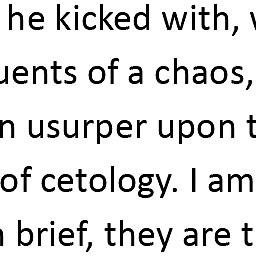 he kicked with,
uents of a chaos,
n usurper upon t
of cetology. I am
n brief, they are t